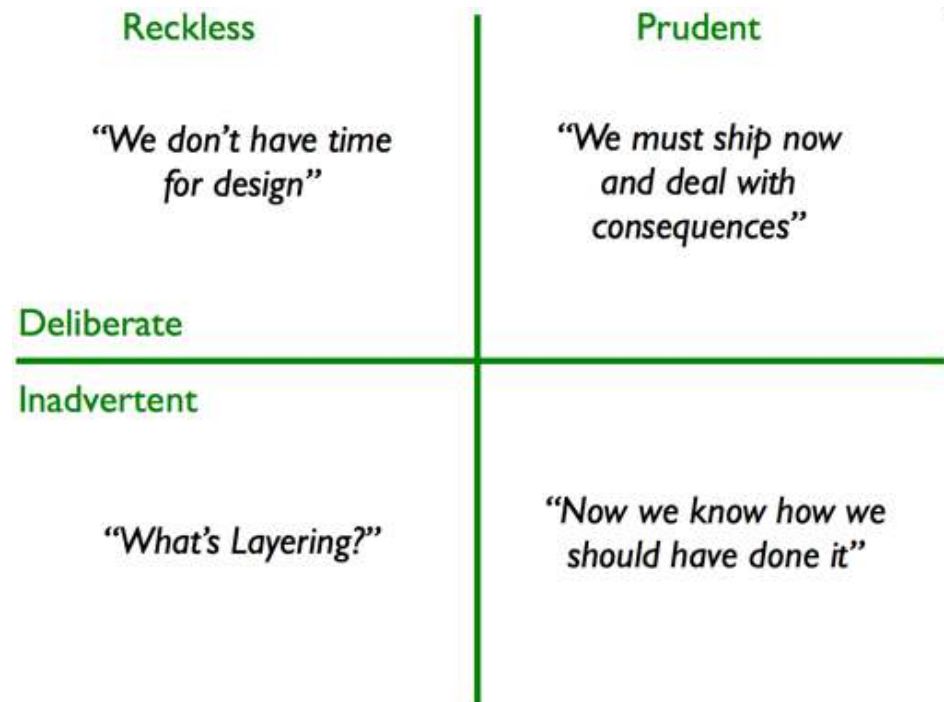 Reckless
Prudent
“We don’t have time
for design”
“We must ship now
and deal with
consequences”
Deliberate
Inadvertent
“What’s Layering?”
“Now we know how we
should have done it”